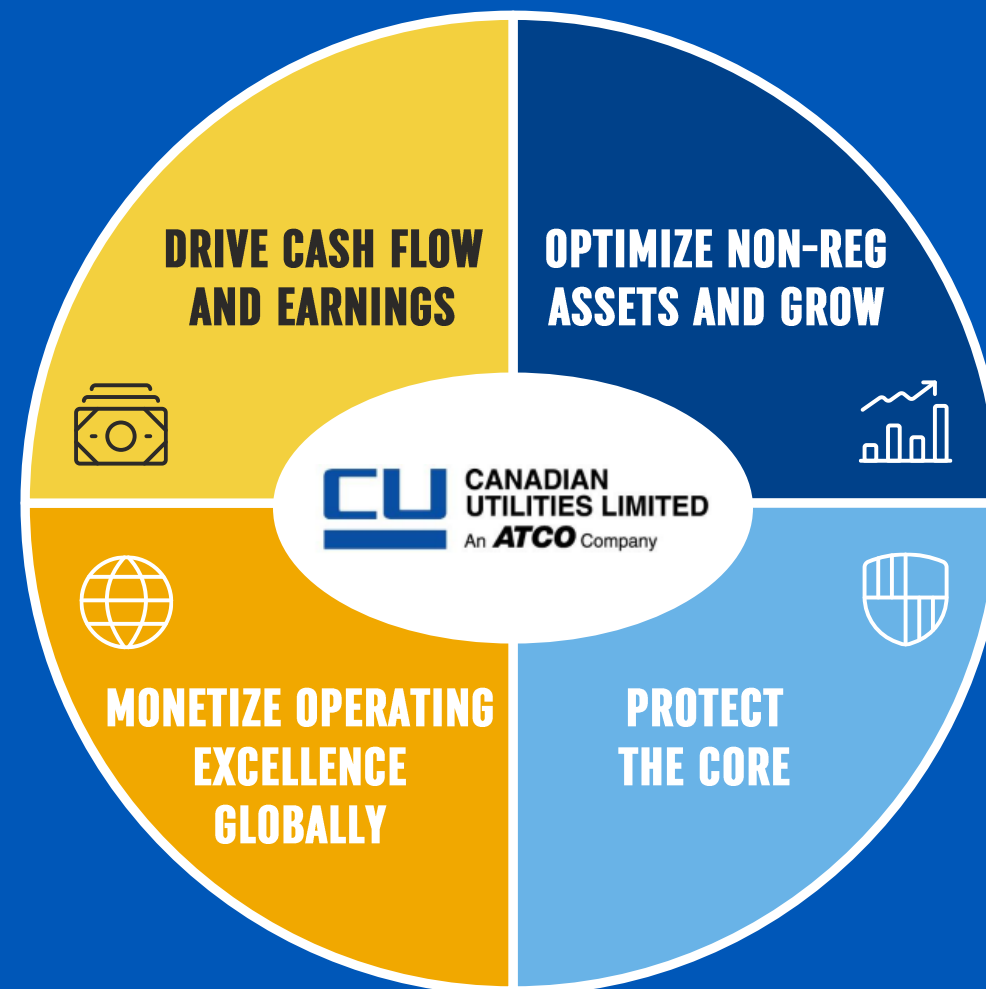 DRIVE CASH FLOW
AND EARNINGS
OPTIMIZE NON-REG
ASSETS AND GROW
CU
CANADIAN
UTILITIES LIMITED
An ATCO Company
MONETIZE OPERATING
EXCELLENCE
GLOBALLY
PROTECT
THE CORE